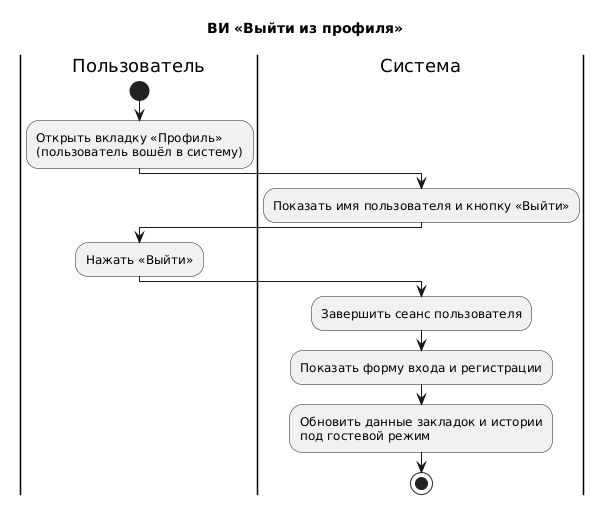 ВИ «Выйти из профиля»
Пользователь
Система
Открыть вкладку «Профиль»
(пользователь вошёл в систему)
Показать имя пользователя и кнопку «Выйти»
Нажать «Выйти»
Завершить сеанс пользователя
Показать форму входа и регистрации
Обновить данные закладок и истории
под гостевой режим